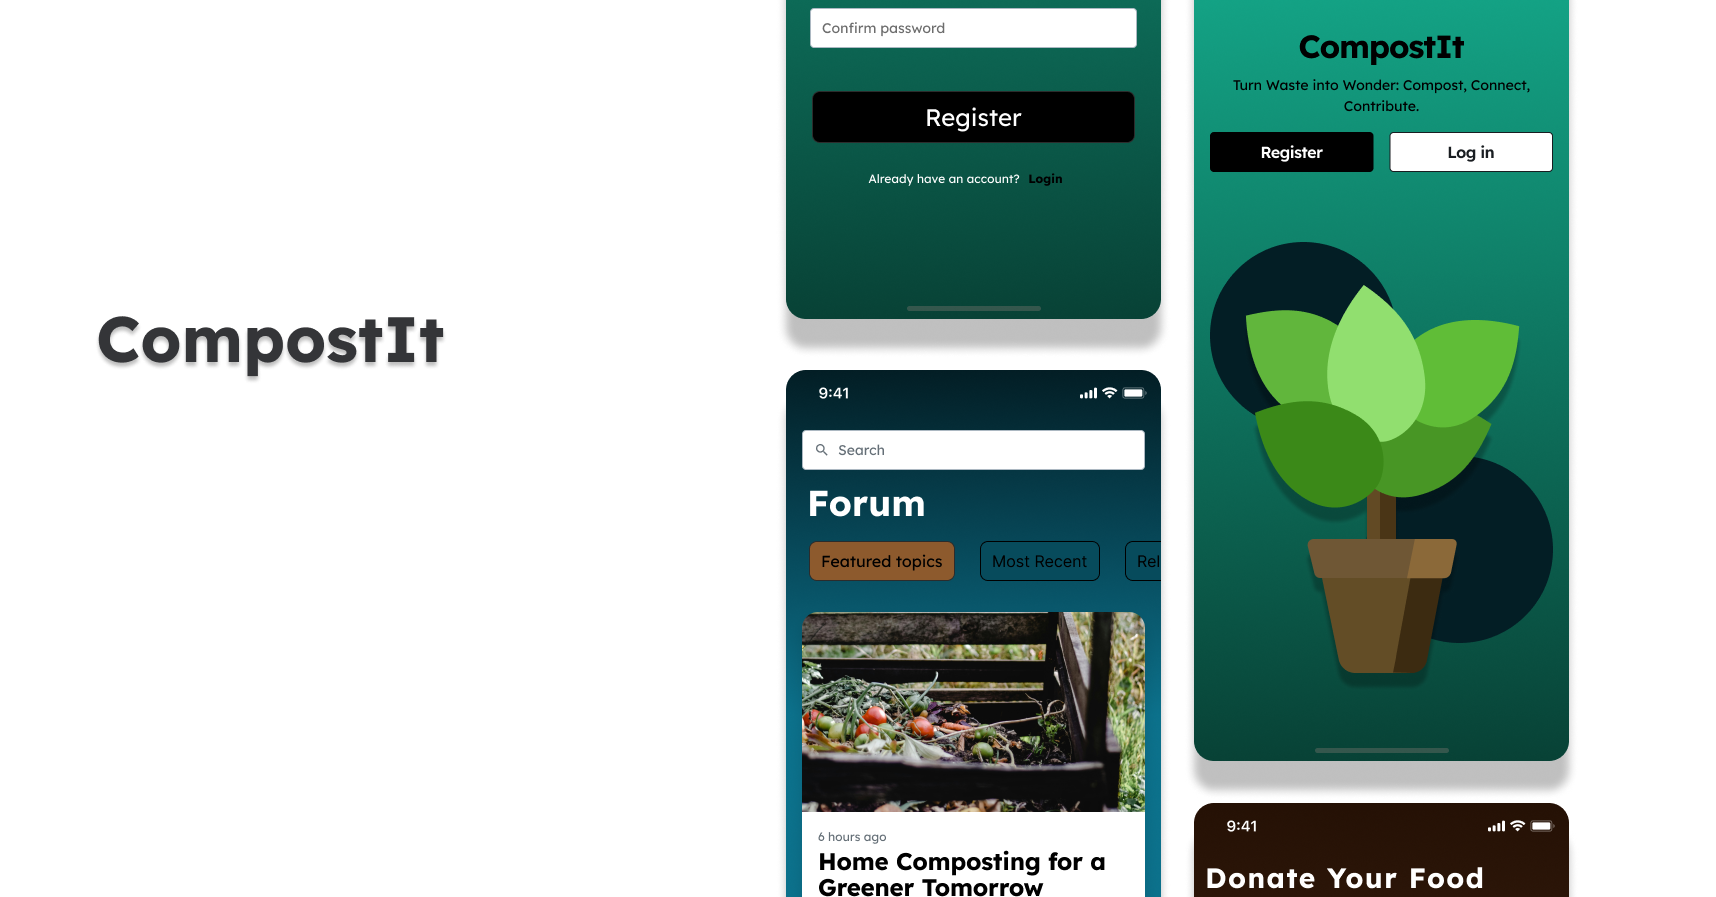 CompostIt
Confirm password
Register
Already have an account? Login
9:41
Search
Forum
Featured topics
Most Recent
Rel
6 hours ago
Home Composting for a
Greener Tomorrow
CompostIt
Turn Waste into Wonder: Compost, Connect,
Contribute.
Register
Log in
9:41
Donate Your Food